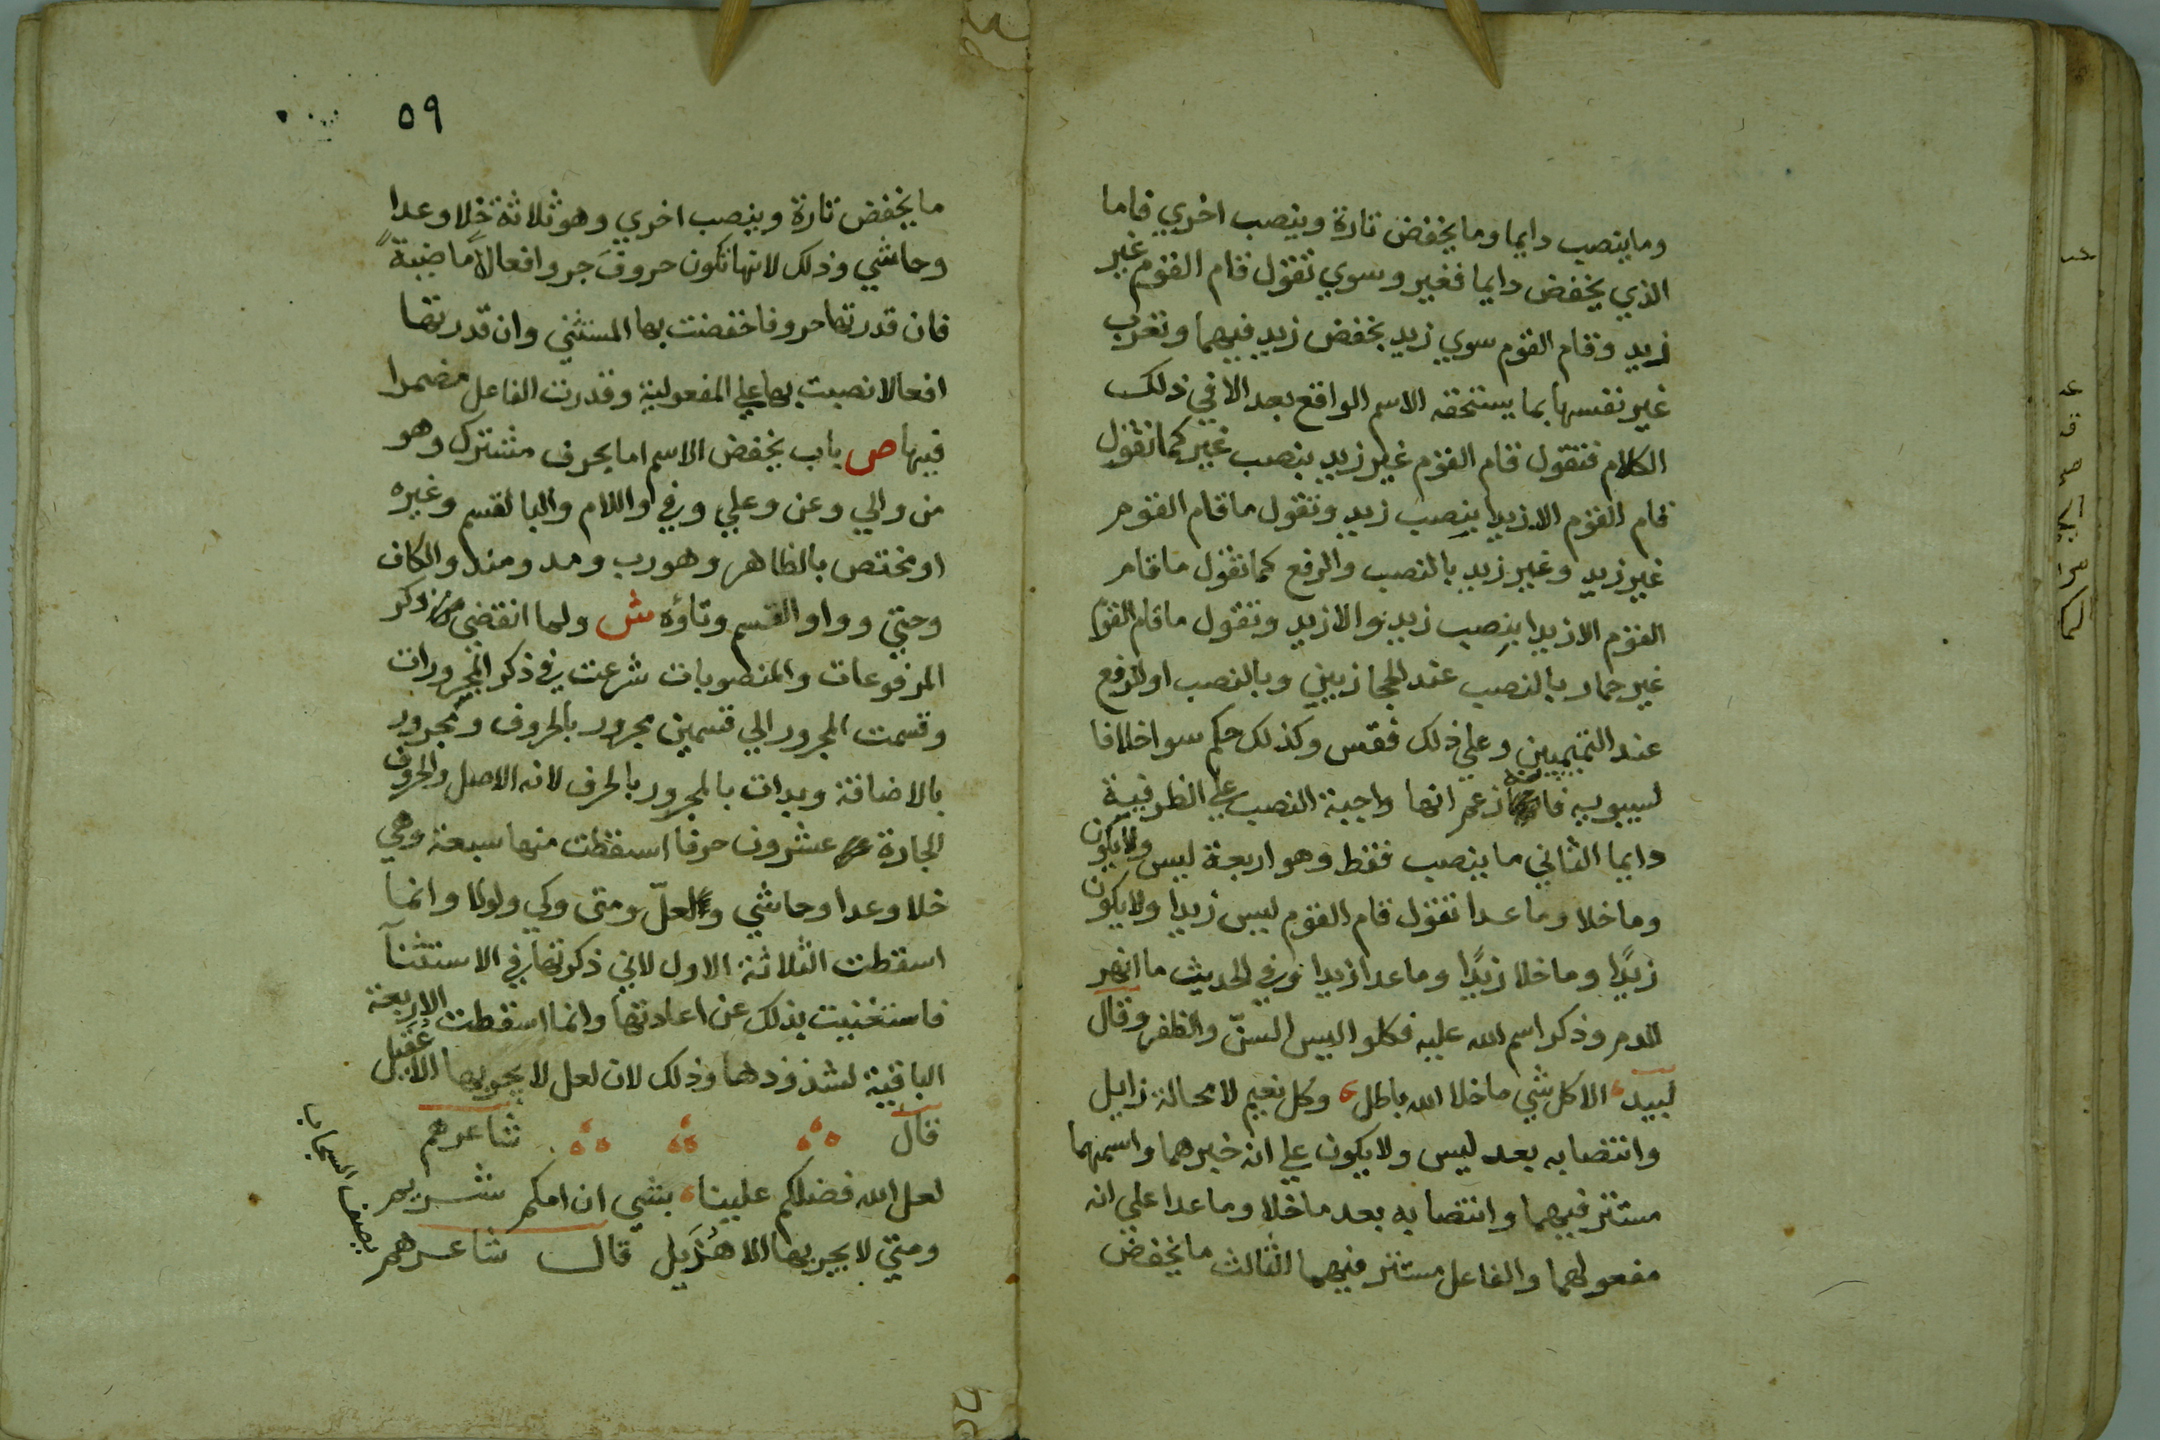 وما ينصب دايما وما يخفض تارة وينصب اخري فاما
الذي يخفض دايما فغير وسوي تقول قام القوم غير
زيد وقام القوم سوي زيد بخفض زيد فيهما وتعرب
غير نفسها بما يستحقه الاسم الواقع بعد الا في ذلك
الكلام فتقول قام القوم غير زيد بنصب غير كما تقول
قام القوم الا زيدا بنصب زيد وتقول ما قام القوم
غير زيد وغير زيد بالنصب والرفع كما تقول ما قام
القوم الا زيدا بنصب زيد والا زيد وتقول ما قام القوم
غير حمار بالنصب عند الحجازيين وبالنصب او الرفع
عند التميميين وعلي ذلك فقس وكذلك حكم سوا خلافا
لسيبويه فانه زعم انها واجبة النصب علي الظرفية
دايما الثاني ما ينصب فقط وهو اربعة ليس ولا يكون
وما خلا وما عدا تقول قام القوم ليس زيدا ولا يكون
زيدًا وما خلا زيدًا وما عدا زيدا وفي الحديث ما انهر
الدم وذكر اسم الله عليه فكلوا ليس السنّ والظفر وقال
لبيد الا كل شي ما خلا الله باطل وكل نعيم لا محالة زايل
وانتصابه بعد ليس ولا يكون علي انه خبرهما واسمهما
مستتر فيهما وانتصابه بعد ما خلا وما عدا علي انه
مفعولهما والفاعل مستتر فيهما الثالث ما يخفض
٥٩
ما يخفض تارة وينصب اخري وهو ثلاثة خلا وعدا
وحاشي وذلك لانها تكون حروفَ جر وافعالاً ماضيةً
فان قدرتها حروفا خفضت بها المستثني وان قدرتها
افعالا نصبت بها علي المفعولية وقدرت الفاعل مضمرا
فيها ص باب يخفض الاسم اما بحرف مشترك وهو
من والي وعن وعلي وفي واللام والبا لقسم وغيره
او مختص بالظاهر وهو رب ومد ومنذ والكاف
وحتي وواو القسم وتاؤه ش ولما انقضي من ذكر
المرفوعات والمنصوبات شرعت في ذكر المجرورات
وقسمت المجرور الي قسمين مجرور بالحروف ومجرور
بالاضافة وبدات بالمجرور بالحرف لانه الاصل والحروف
الجارة عشرون حرفا اسقطت منها سبعة وهي
خلا وعدا وحاشي ولعلّ ومتى وكي ولولا وانما
اسقطت الثلاثة الاول لاني ذكرتها في الاستثنآ
فاستغنيت بذلك عن اعادتها وانما اسقطت الاربعة
الباقية لشذوذها وذلك لان لعل لا يجر بها الا عُقيل
قال شاعرهم
لعل الله فضلكم علينا بشي ان امكم شريم
ومتي لا يجر بها الا هُذَيل قال شاعرهم
يصف السحاب